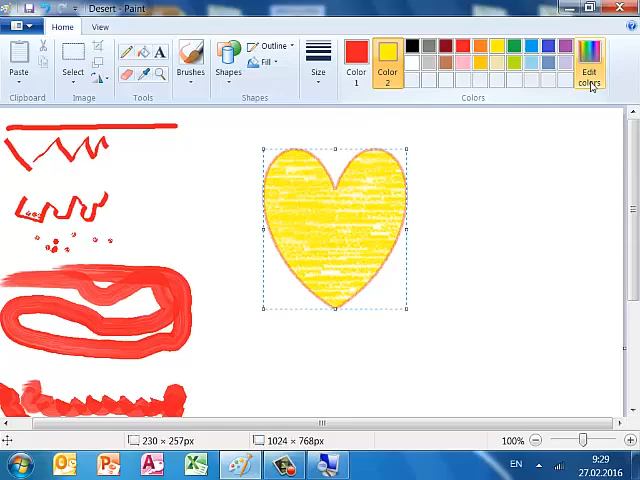 Desert - Paint
Home View
Paste Select Brushes Shapes Outline Fill Size Color 1 Color 2 Edit colors
A
Clipboard Image Tools Shapes Colors
230 × 257px 1024 × 768px 100%
EN 9:29
27.02.2016